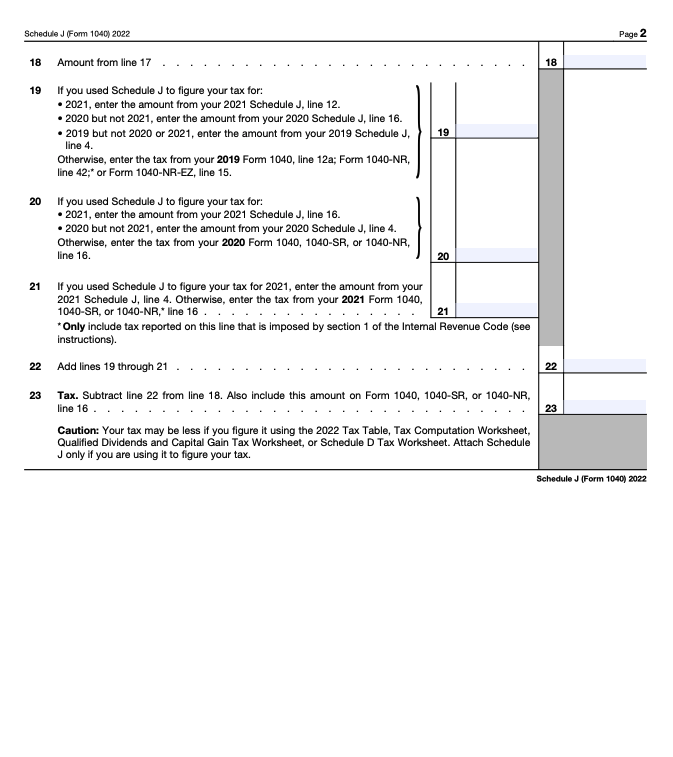 Schedule J (Form 1040) 2022 Page 2
18 Amount from line 17 . . . . . . . . . . . . . . . . . . . . . . . . . . . 18
19 If you used Schedule J to figure your tax for:
• 2021, enter the amount from your 2021 Schedule J, line 12.
• 2020 but not 2021, enter the amount from your 2020 Schedule J, line 16.
• 2019 but not 2020 or 2021, enter the amount from your 2019 Schedule J,
line 4.
Otherwise, enter the tax from your 2019 Form 1040, line 12a; Form 1040-NR,
line 42;* or Form 1040-NR-EZ, line 15.
19
20 If you used Schedule J to figure your tax for:
• 2021, enter the amount from your 2021 Schedule J, line 16.
• 2020 but not 2021, enter the amount from your 2020 Schedule J, line 4.
Otherwise, enter the tax from your 2020 Form 1040, 1040-SR, or 1040-NR,
line 16.
20
21 If you used Schedule J to figure your tax for 2021, enter the amount from your
2021 Schedule J, line 4. Otherwise, enter the tax from your 2021 Form 1040,
1040-SR, or 1040-NR,* line 16 . . . . . . . . . . . . . . . . 21
* Only include tax reported on this line that is imposed by section 1 of the Internal Revenue Code (see
instructions).
22 Add lines 19 through 21 . . . . . . . . . . . . . . . . . . . . . . . . . . 22
23 Tax. Subtract line 22 from line 18. Also include this amount on Form 1040, 1040-SR, or 1040-NR,
line 16 . . . . . . . . . . . . . . . . . . . . . . . . . . . . . . . . 23
Caution: Your tax may be less if you figure it using the 2022 Tax Table, Tax Computation Worksheet,
Qualified Dividends and Capital Gain Tax Worksheet, or Schedule D Tax Worksheet. Attach Schedule
J only if you are using it to figure your tax.
Schedule J (Form 1040) 2022